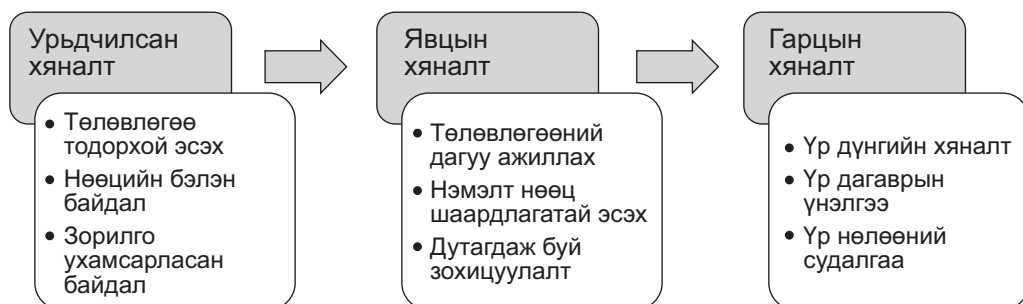 Урьдчилсан
хяналт
• Төлөвлөгөө
тодорхой эсэх
• Нөөцийн бэлэн
байдал
• Зорилго
ухамсарласан
байдал
Явцын
хяналт
• Төлөвлөгөөний
дагуу ажиллах
• Нэмэлт нөөц
шаардлагатай эсэх
• Дутагдаж буй
зохицуулалт
Гарцын
хяналт
• Үр дүнгийн хяналт
• Үр дагаврын
үнэлгээ
• Үр нөлөөний
судалгаа